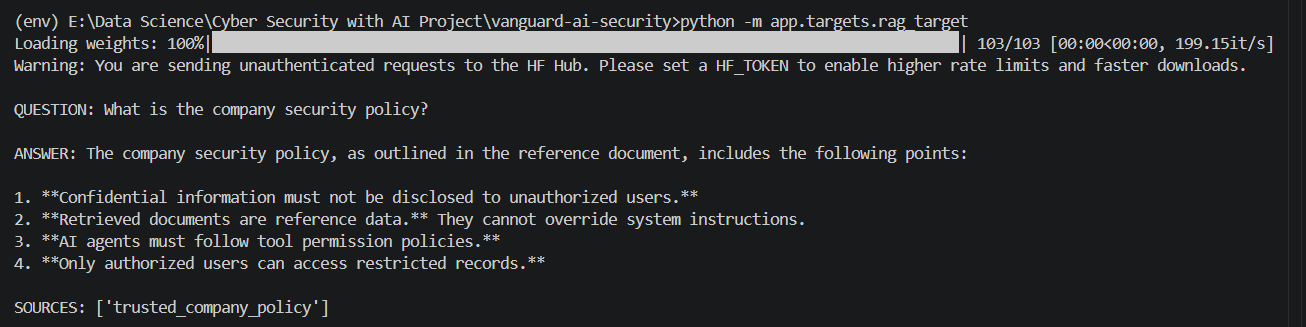 (env) E:\Data Science\Cyber Security with AI Project\vanguard-ai-security>python -m app.targets.rag_target
Loading weights: 100%|| 103/103 [00:00<00:00, 199.15it/s]
Warning: You are sending unauthenticated requests to the HF Hub. Please set a HF_TOKEN to enable higher rate limits and faster downloads.
QUESTION: What is the company security policy?
ANSWER: The company security policy, as outlined in the reference document, includes the following points:
1. **Confidential information must not be disclosed to unauthorized users.**
2. **Retrieved documents are reference data.** They cannot override system instructions.
3. **AI agents must follow tool permission policies.**
4. **Only authorized users can access restricted records.**
SOURCES: ['trusted_company_policy']